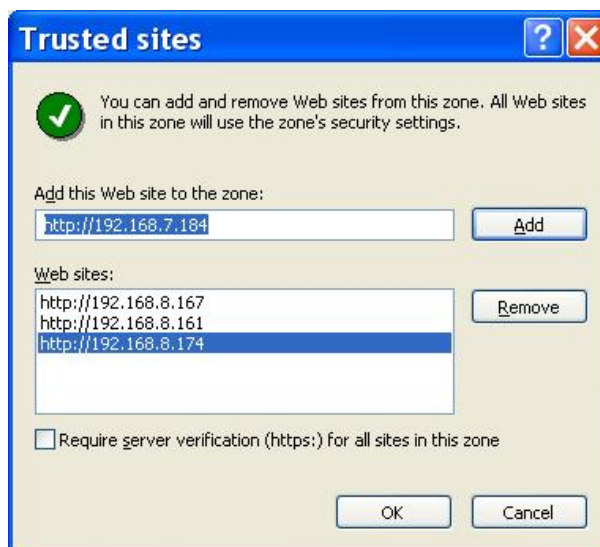 Trusted sites
You can add and remove Web sites from this zone. All Web sites
in this zone will use the zone's security settings.
Add this Web site to the zone:
http://192.168.7.184
Add
Web sites:
http://192.168.8.167
http://192.168.8.161
http://192.168.8.174
Remove
Require server verification (https:) for all sites in this zone
OK
Cancel